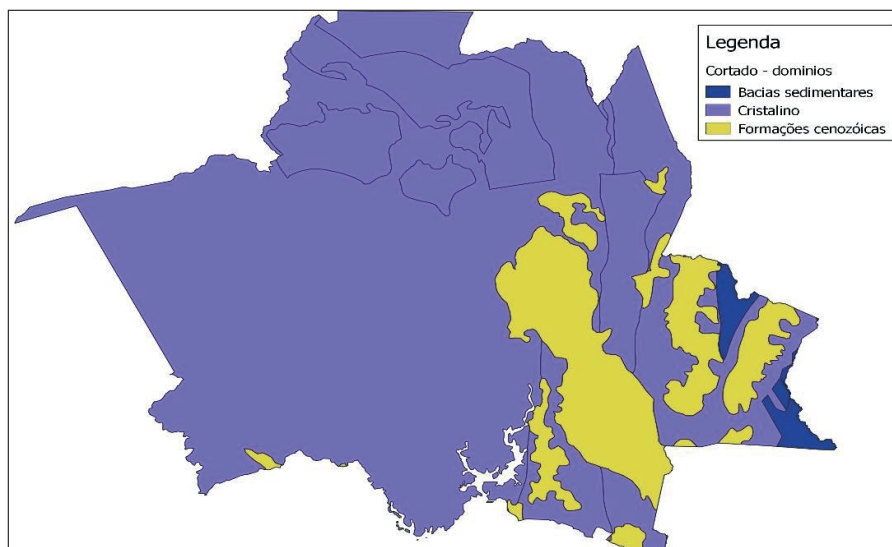 Legenda
Cortado - dominios
Bacias sedimentares
Cristalino
Formações cenozóicas